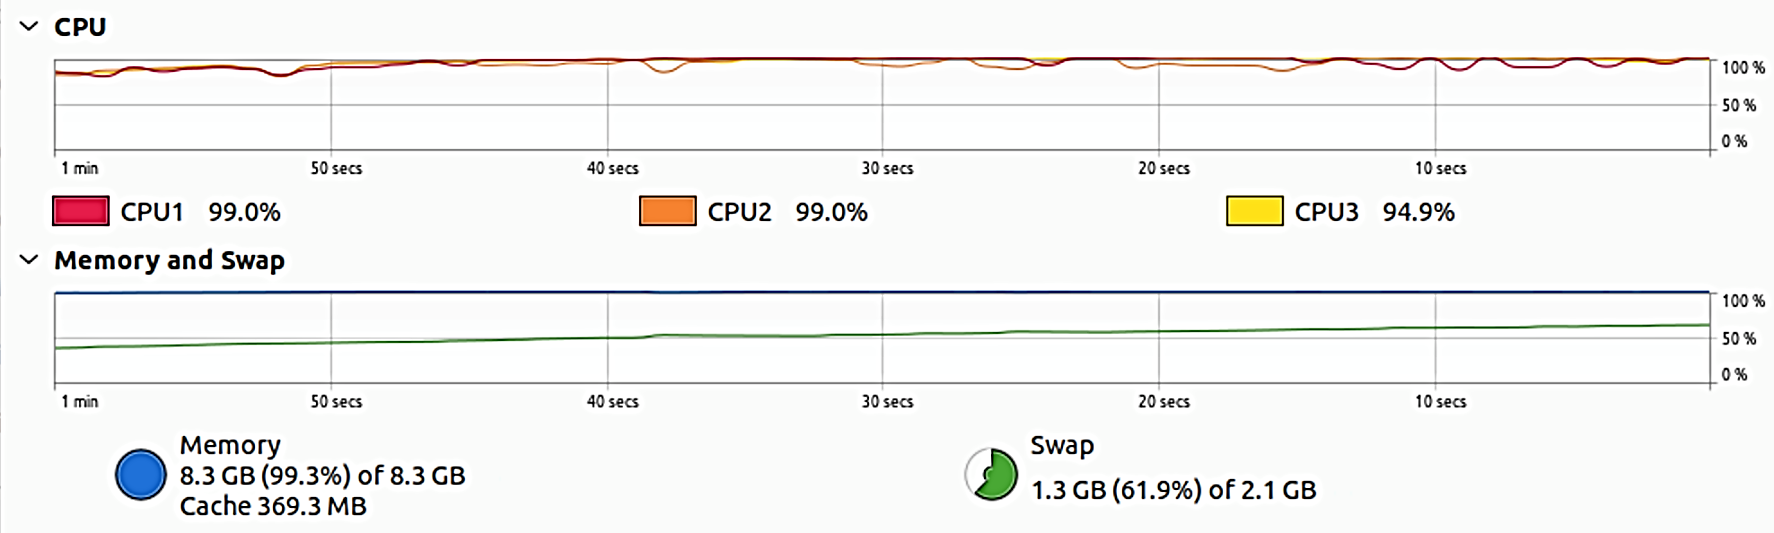 CPU
100 %
50 %
0 %
1 min 50 secs 40 secs 30 secs 20 secs 10 secs
CPU1 99.0% CPU2 99.0% CPU3 94.9%
Memory and Swap
100 %
50 %
0 %
1 min 50 secs 40 secs 30 secs 20 secs 10 secs
Memory
8.3 GB (99.3%) of 8.3 GB
Cache 369.3 MB
Swap
1.3 GB (61.9%) of 2.1 GB